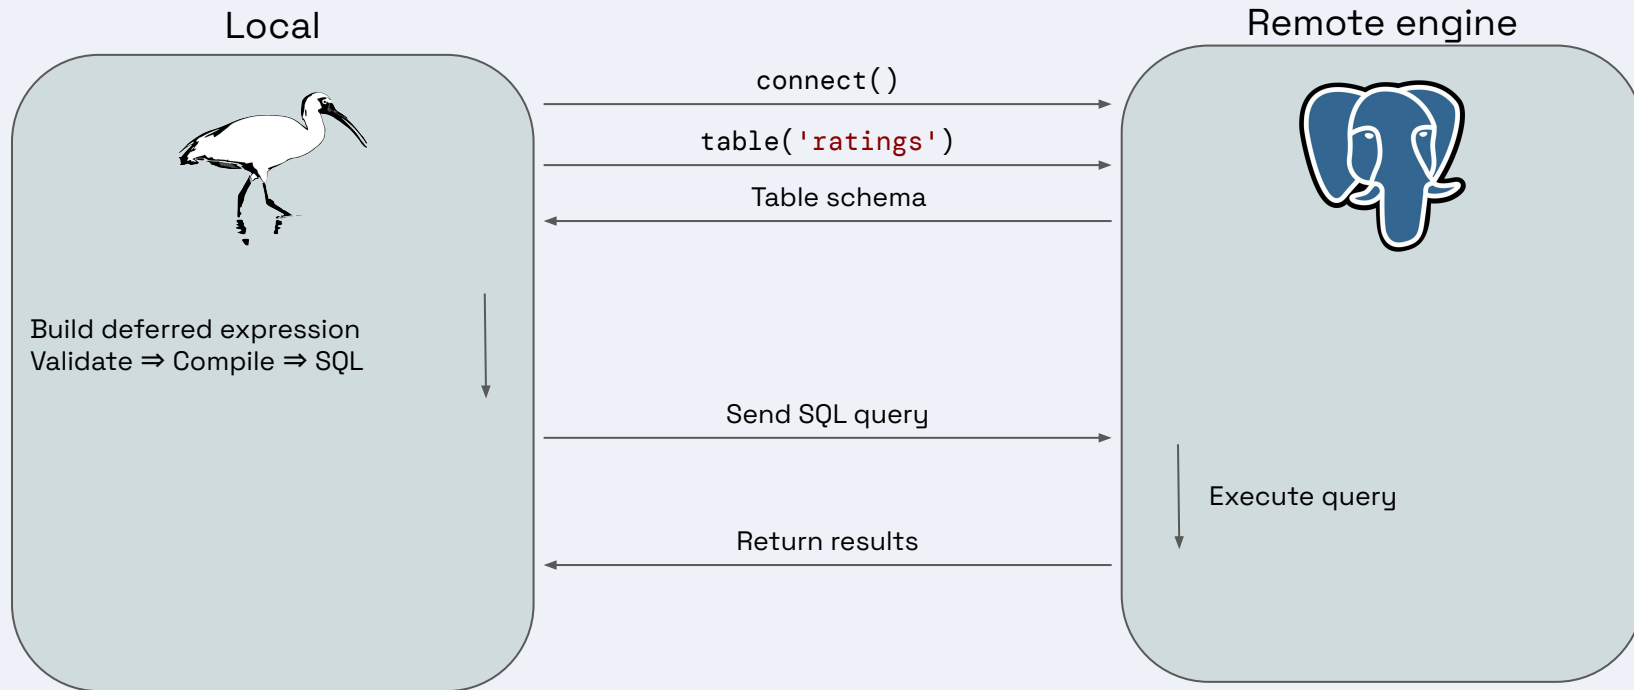 Local
Remote engine
connect()
table('ratings')
Table schema
Build deferred expression
Validate ⇒ Compile ⇒ SQL
Send SQL query
Execute query
Return results